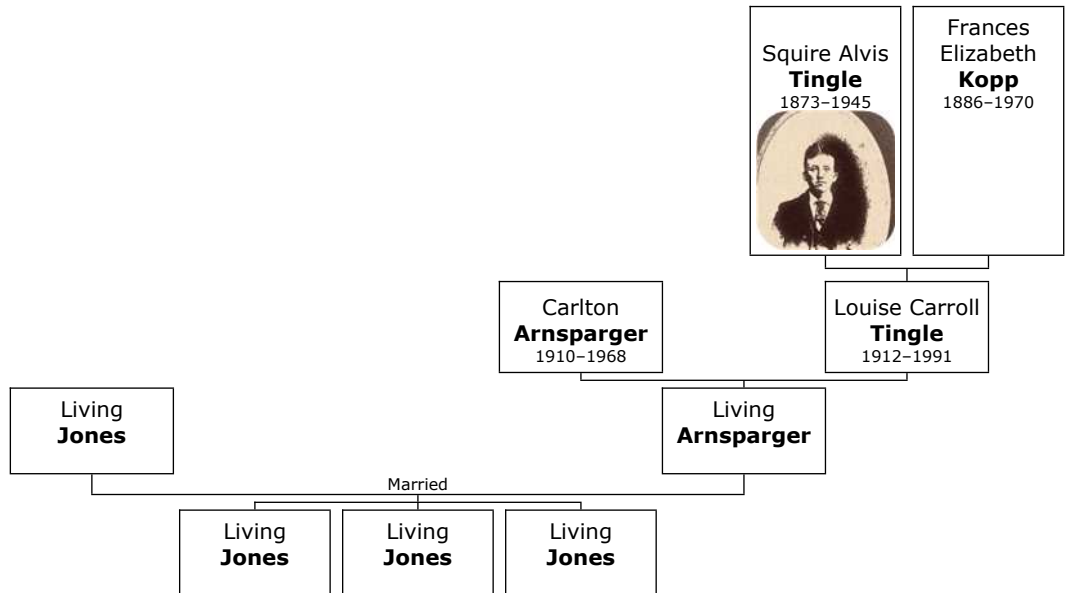 Squire Alvis
Tingle
1873–1945
Frances
Elizabeth
Kopp
1886–1970
Carlton
Arnsparger
1910–1968
Louise Carroll
Tingle
1912–1991
Living
Jones
Living
Arnsparger
Married
Living
Jones
Living
Jones
Living
Jones